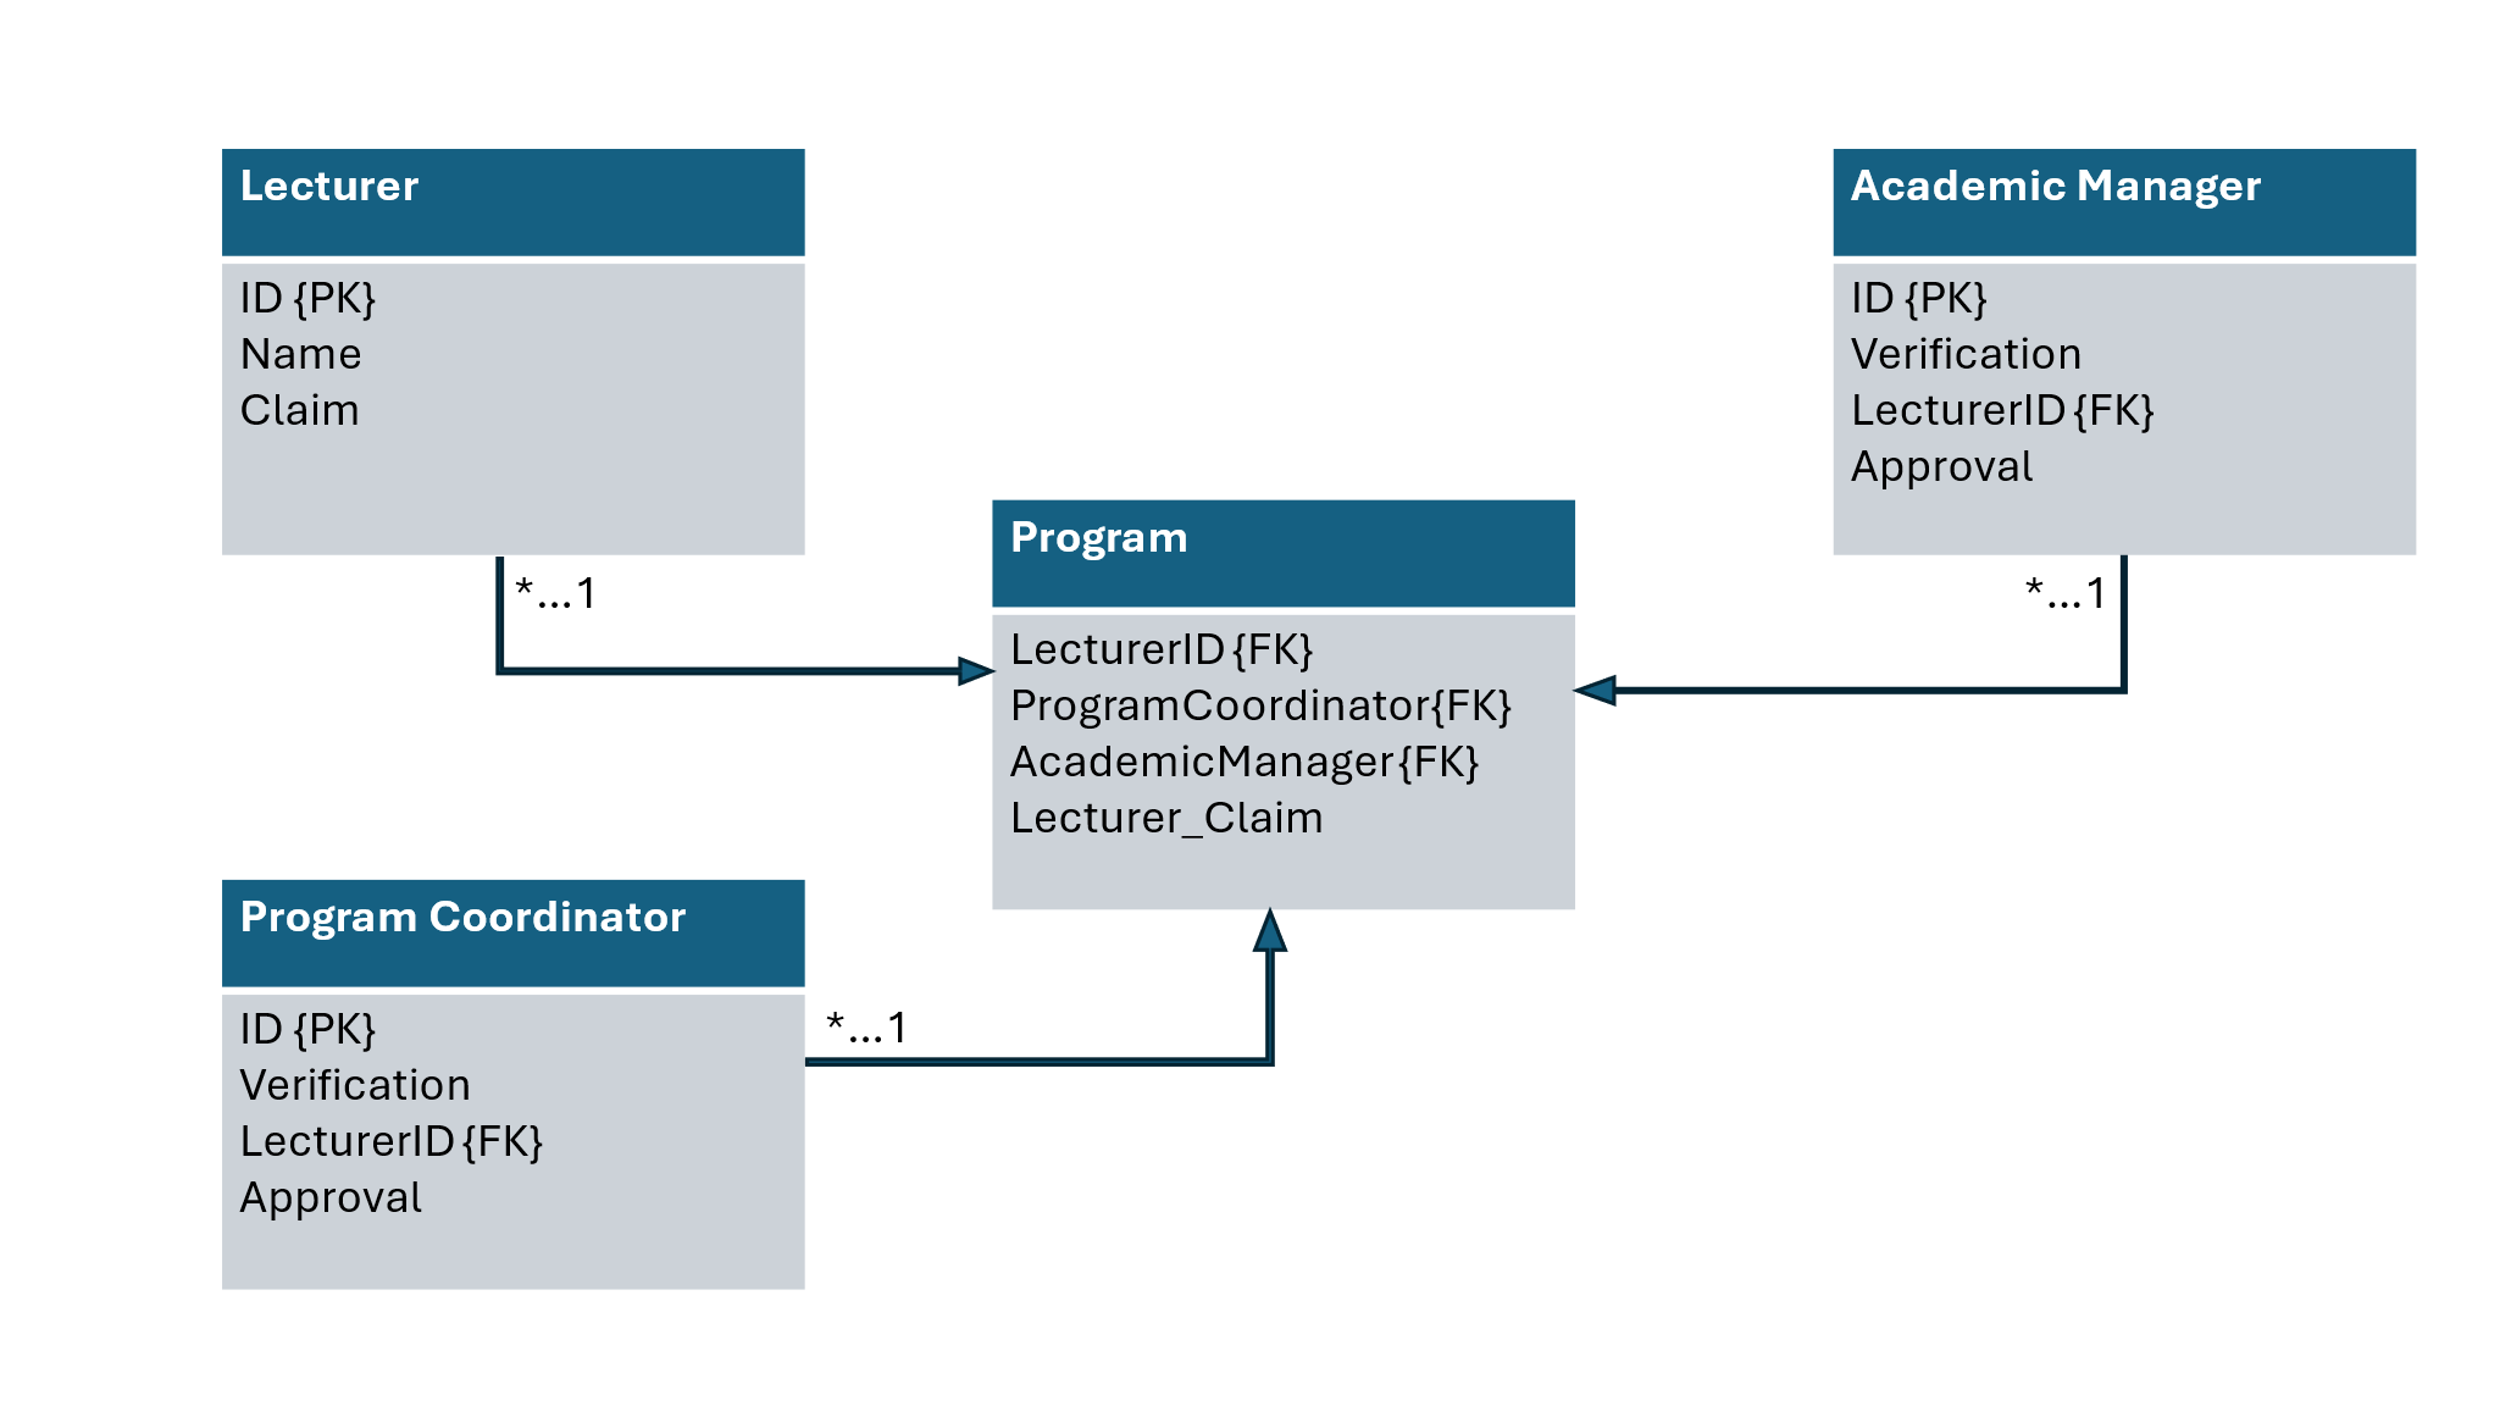 Lecturer
ID {PK}
Name
Claim
*...1
Academic Manager
ID {PK}
Verification
LecturerID {FK}
Approval
*...1
Program
LecturerID {FK}
ProgramCoordinator{FK}
AcademicManager {FK}
Lecturer_Claim
Program Coordinator
ID {PK}
Verification
LecturerID {FK}
Approval
*...1